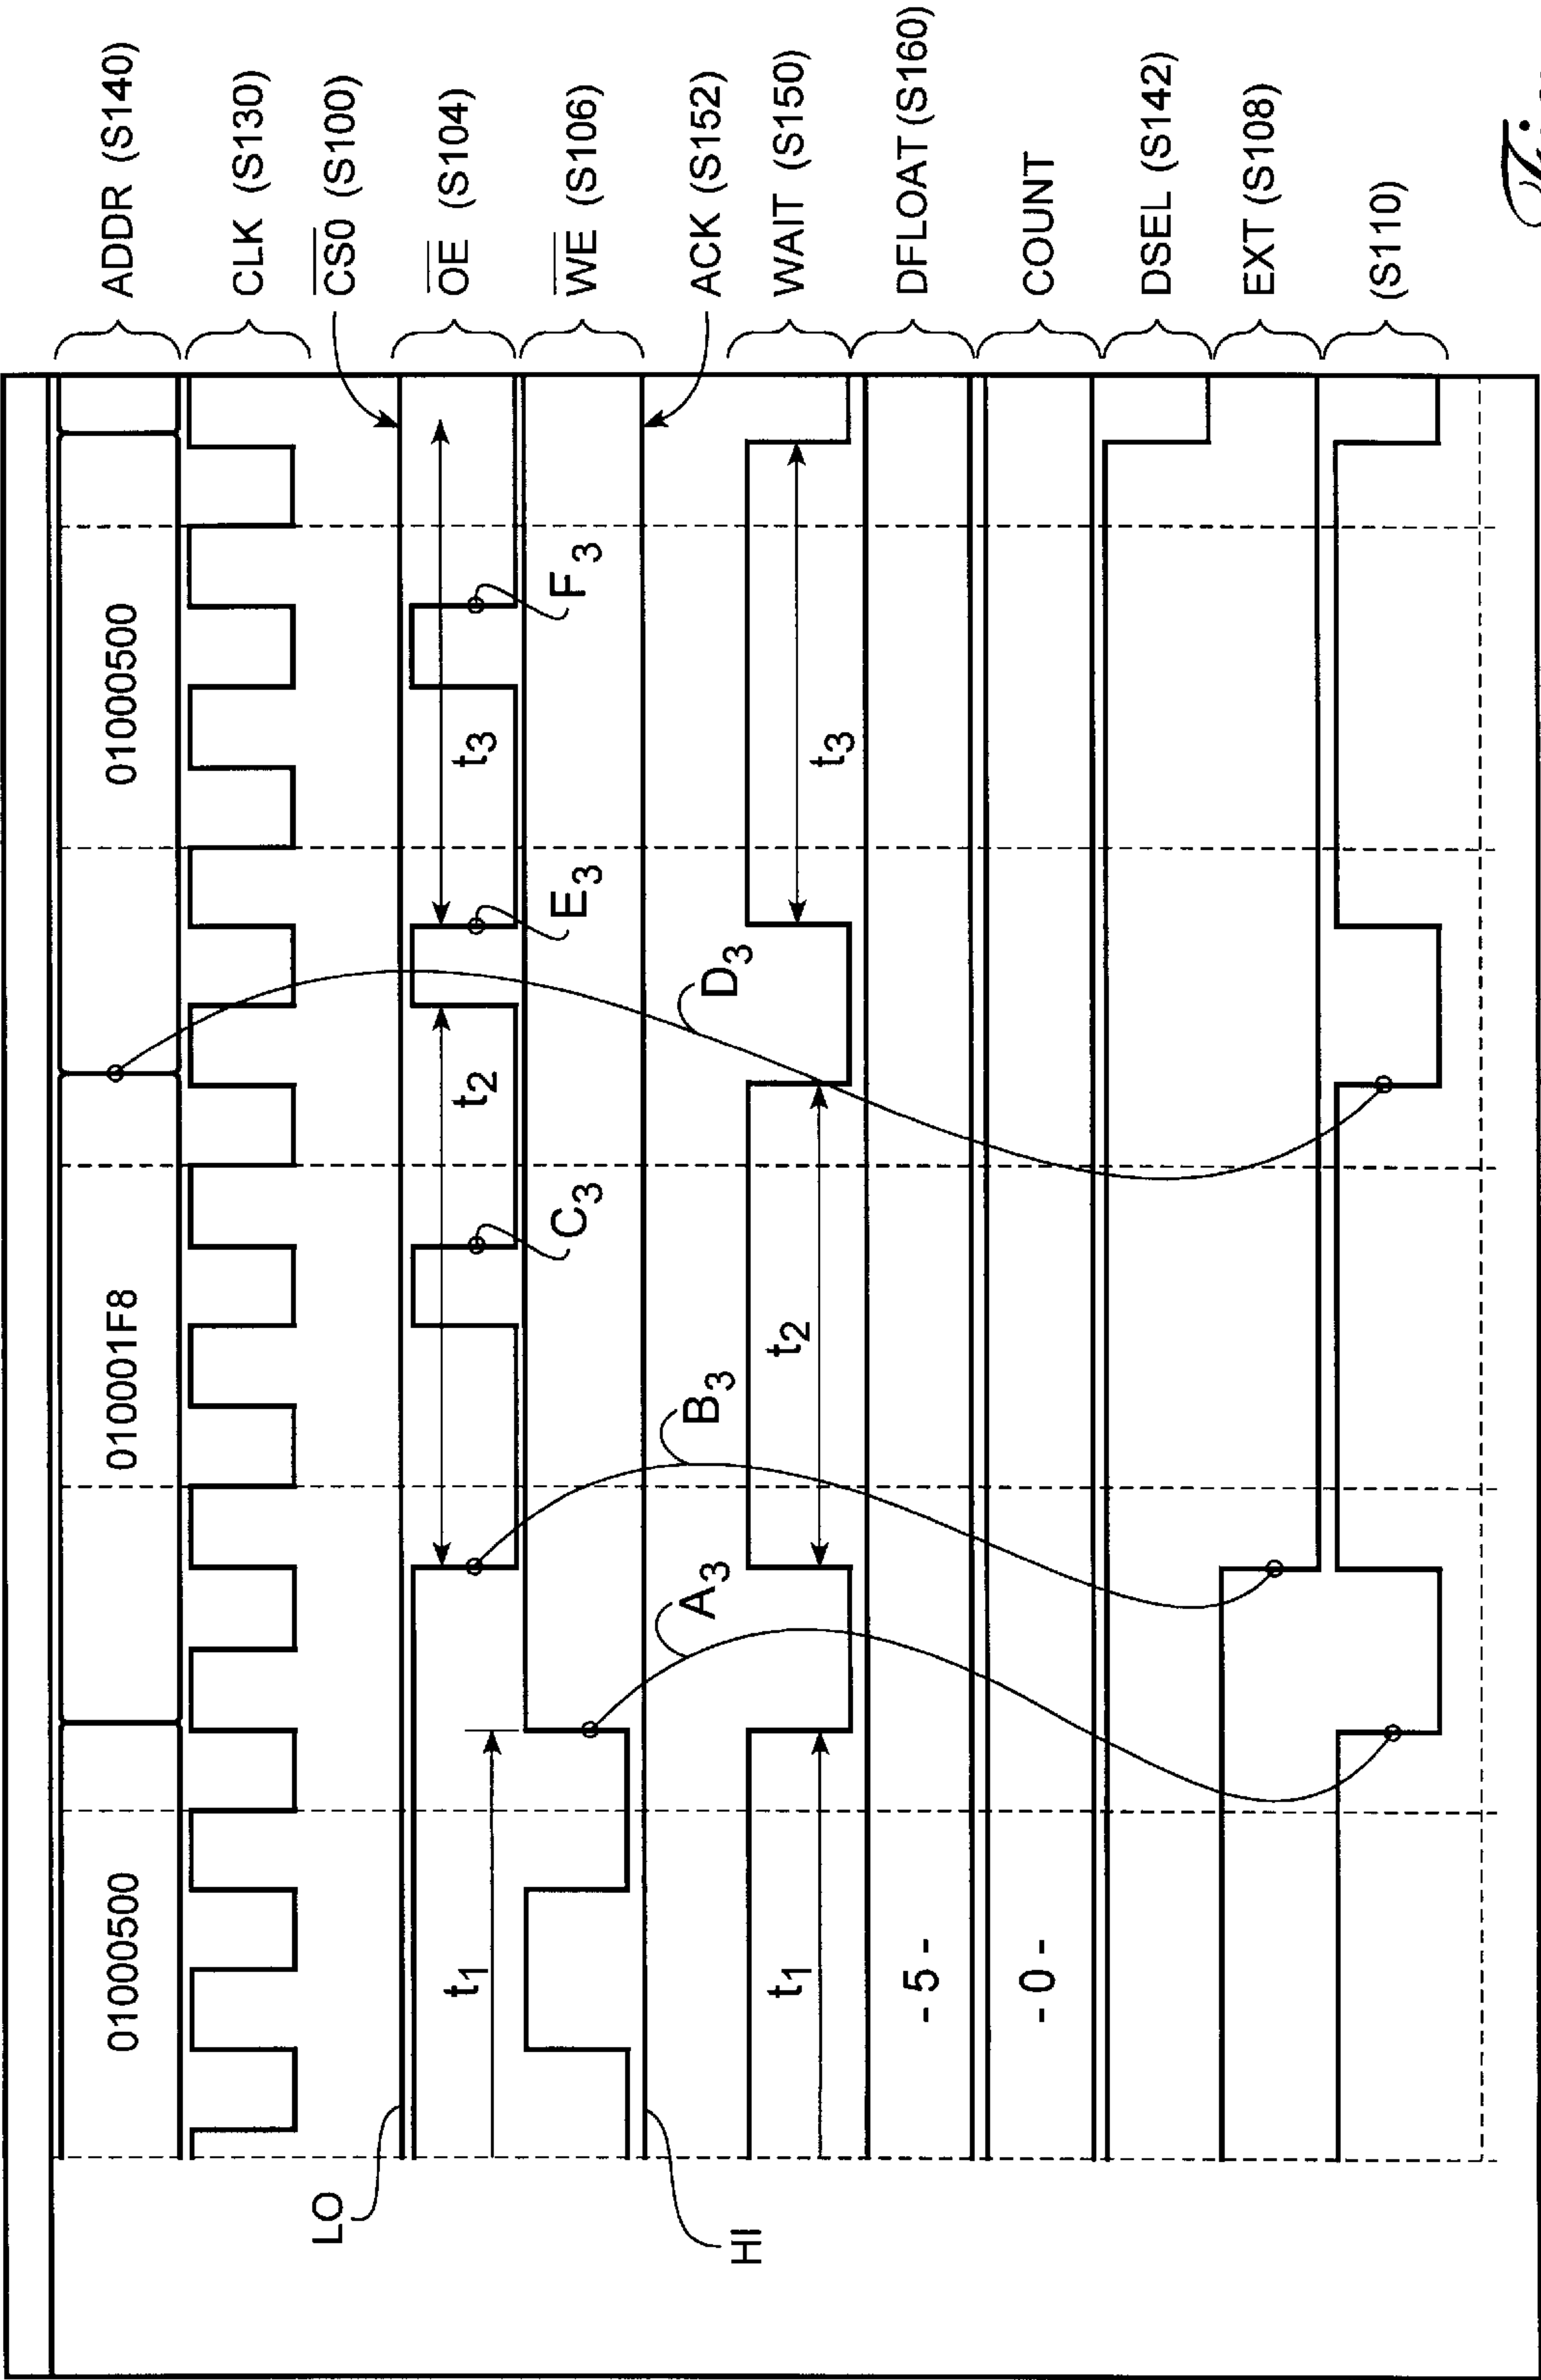 ADDR (S140)
CLK (S130)
CS0 (S100)
OE (S104)
WE (S106)
ACK (S152)
WAIT (S150)
DFLOAT (S160)
COUNT
DSEL (S142)
EXT (S108)
(S110)
01000500
010001F8
01000500
LO
HI
t1
t2
t3
C3
E3
F3
A3
B3
D3
t1
t2
t3
- 5 -
- 0 -